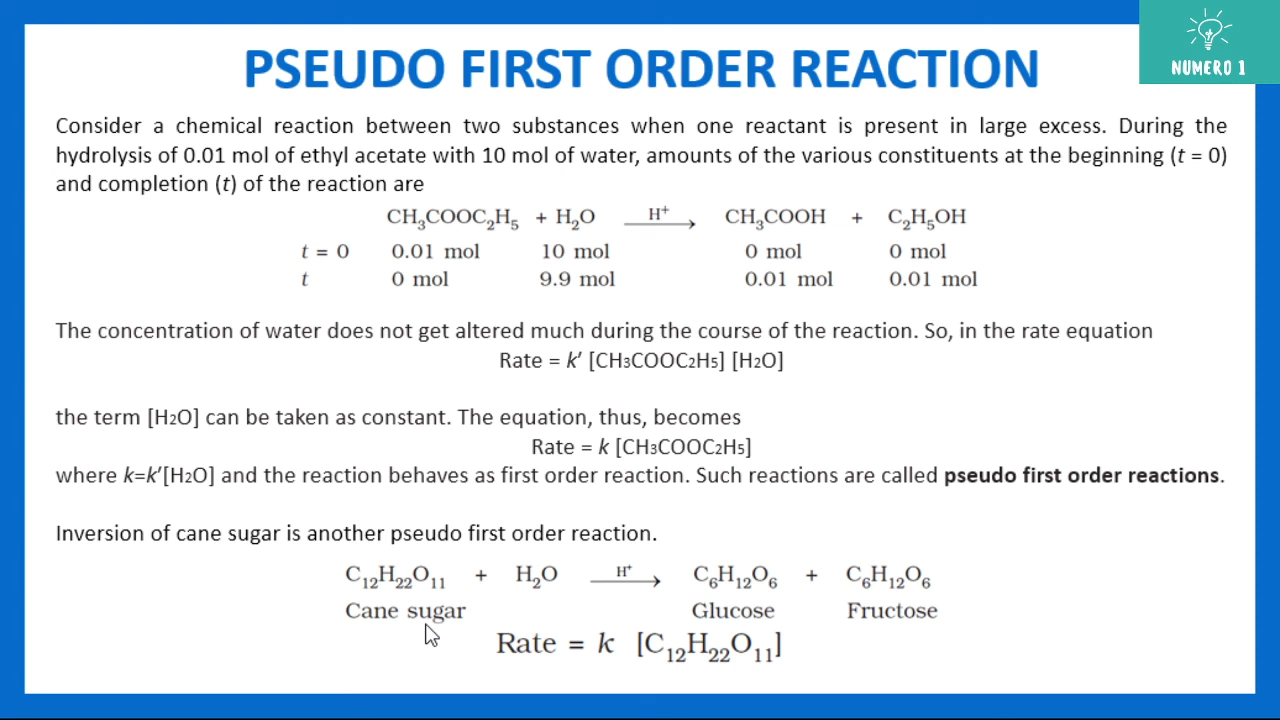 PSEUDO FIRST ORDER REACTION
NUMERO 1
Consider a chemical reaction between two substances when one reactant is present in large excess. During the
hydrolysis of 0.01 mol of ethyl acetate with 10 mol of water, amounts of the various constituents at the beginning (t = 0)
and completion (t) of the reaction are
CH₃COOC₂H₅ + H₂O H⁺ → CH₃COOH + C₂H₅OH
t = 0 0.01 mol 10 mol 0 mol 0 mol
t 0 mol 9.9 mol 0.01 mol 0.01 mol
The concentration of water does not get altered much during the course of the reaction. So, in the rate equation
Rate = k′ [CH₃COOC₂H₅] [H₂O]
the term [H₂O] can be taken as constant. The equation, thus, becomes
Rate = k [CH₃COOC₂H₅]
where k=k′[H₂O] and the reaction behaves as first order reaction. Such reactions are called pseudo first order reactions.
Inversion of cane sugar is another pseudo first order reaction.
C₁₂H₂₂O₁₁ + H₂O H⁺ → C₆H₁₂O₆ + C₆H₁₂O₆
Cane sugar Glucose Fructose
Rate = k [C₁₂H₂₂O₁₁]